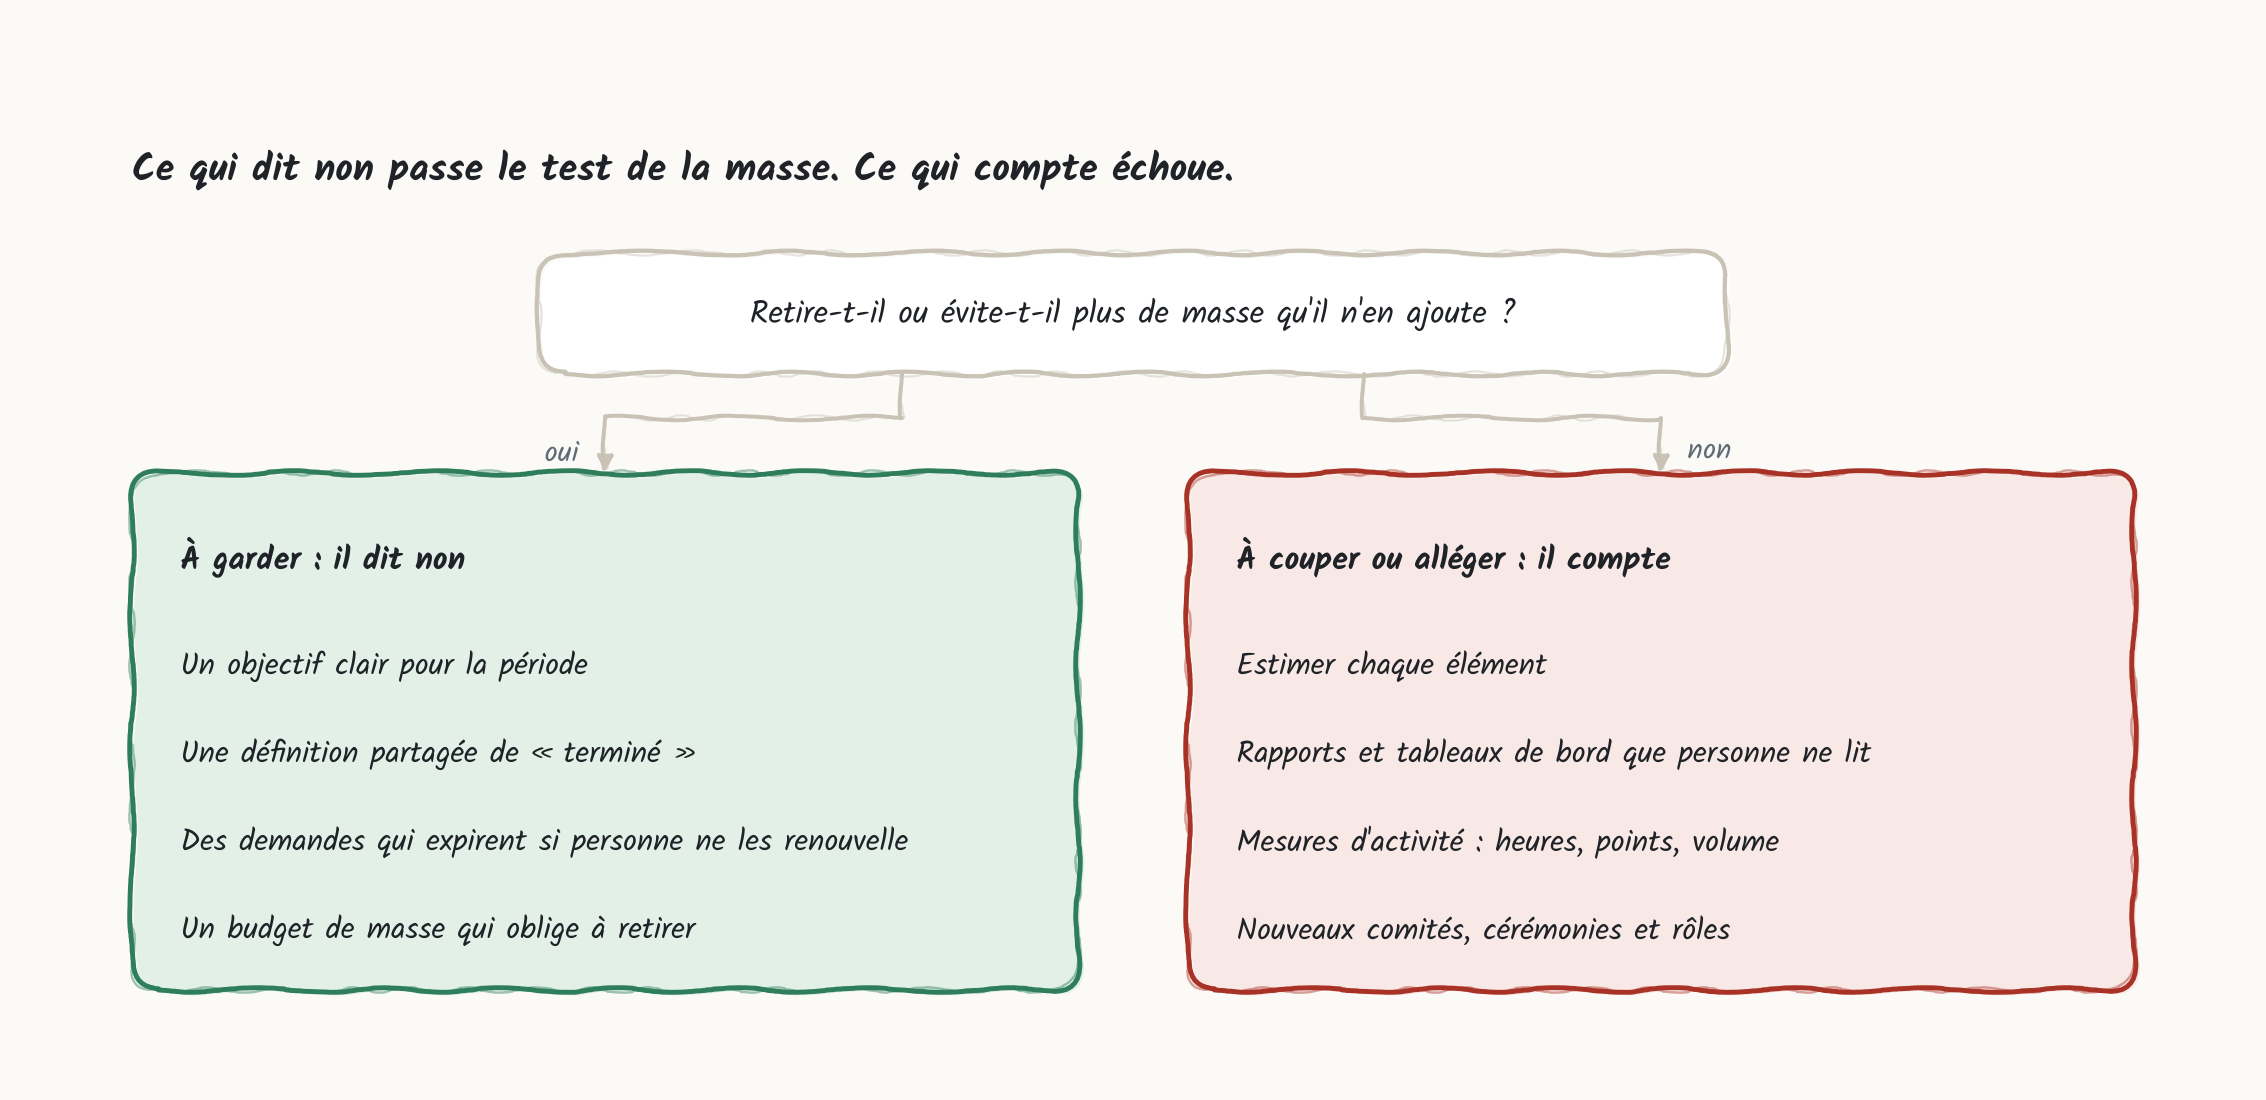 Ce qui dit non passe le test de la masse. Ce qui compte échoue.
Retire-t-il ou évite-t-il plus de masse qu'il n'en ajoute ?
oui
non
À garder : il dit non
Un objectif clair pour la période
Une définition partagée de « terminé »
Des demandes qui expirent si personne ne les renouvelle
Un budget de masse qui oblige à retirer
À couper ou alléger : il compte
Estimer chaque élément
Rapports et tableaux de bord que personne ne lit
Mesures d'activité : heures, points, volume
Nouveaux comités, cérémonies et rôles